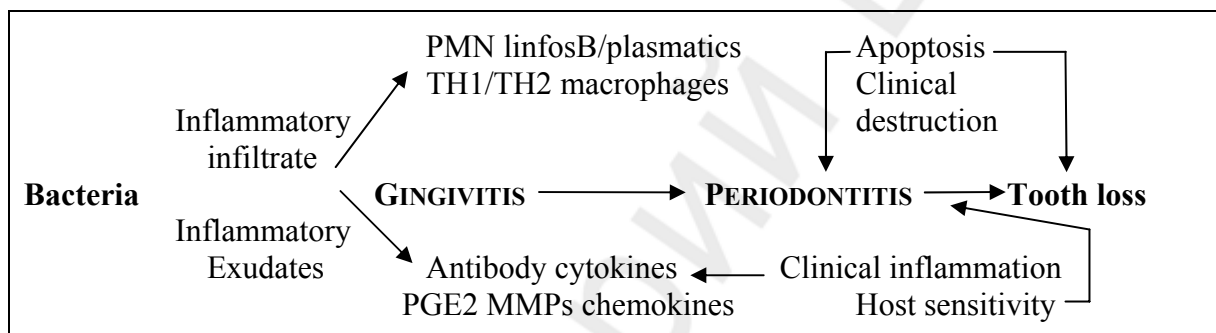 PMN linfosB/plasmatics
TH1/TH2 macrophages
Apoptosis
Clinical
destruction
Inflammatory
infiltrate
Bacteria
GINGIVITIS
PERIODONTITIS
Tooth loss
Inflammatory
Exudates
Antibody cytokines
PGE2 MMPs chemokines
Clinical inflammation
Host sensitivity